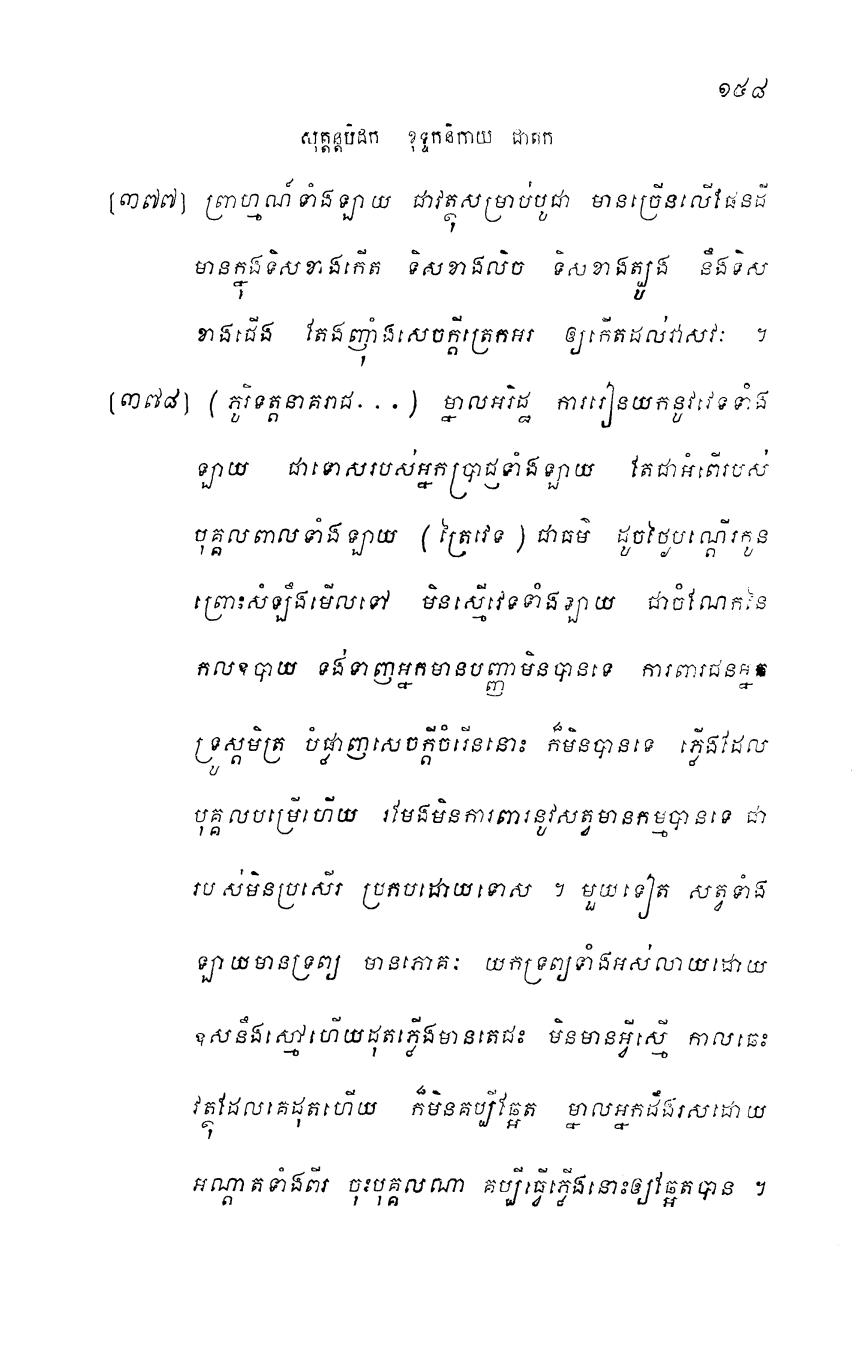 ១៥៨
សុត្តន្តបិដក ខុទ្ទកនិកាយ ជាតក
[៣៧៧] ព្រាហ្មណ៍ទាំងឡាយ ជាវត្ថុសម្រាប់បូជា មានច្រើនលើផែនដី
មានក្នុងទិសខាងកើត ទិសខាងលិច ទិសខាងត្បូង នឹងទិស
ខាងជើង តែងញុំាងសេចក្តីត្រេកអរ ឲ្យកើតដល់វាសវៈ ។
[៣៧៨] (ភូរិទត្តនាគរាជ...) ម្នាលអរិដ្ឋ ការរៀនយកនូវវេទទាំង
ឡាយ ជាទោសរបស់អ្នកប្រាជ្ញទាំងឡាយ តែជាអំពើរបស់
បុគ្គលពាលទាំងឡាយ (ត្រៃវេទ) ជាធម៌ ដូចថ្ងៃបណ្តើរកូន
ព្រោះសំឡឹងមើលទៅ មិនស្មើវេទទាំងឡាយ ជាចំណែកនៃ
កលឧបាយ ទង់ទាញអ្នកមានបញ្ញាមិនបានទេ ការពារជនអ្នក
ទ្រុស្តមិត្រ បំផ្លាញសេចក្តីចំរើននោះ ក៏មិនបានទេ ភ្លើងដែល
បុគ្គលបម្រើហើយ រមែងមិនការពារនូវសត្វមានកម្មបានទេ ជា
របស់មិនប្រសើរ ប្រកបដោយទោស ។ មួយទៀត សត្វទាំង
ឡាយមានទ្រព្យ មានភោគៈ យកទ្រព្យទាំងអស់លាយដោយ
ឧសនឹងស្មៅហើយដុតភ្លើងមានតេជះ មិនមានអ្វីស្មើ កាលឆេះ
វត្ថុដែលគេដុតហើយ ក៏មិនគប្បីឆ្អែត ម្នាលអ្នកដឹងរសដោយ
អណ្តាតទាំងពីរ ចុះបុគ្គលណា គប្បីធ្វើភ្លើងនោះឲ្យឆ្អែតបាន ។